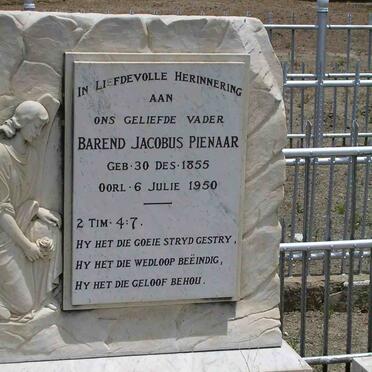 IN LIEFDEVOLLE HERINNERING
AAN
ONS GELIEFDE VADER
BAREND JACOBUS PIENAAR
GEB·30 DES·1855
OORL·6 JULIE 1950
2 TIM·4:7.
HY HET DIE GOEIE STRYD GESTRY,
HY HET DIE WEDLOOP BEËINDIG,
HY HET DIE GELOOF BEHOU.